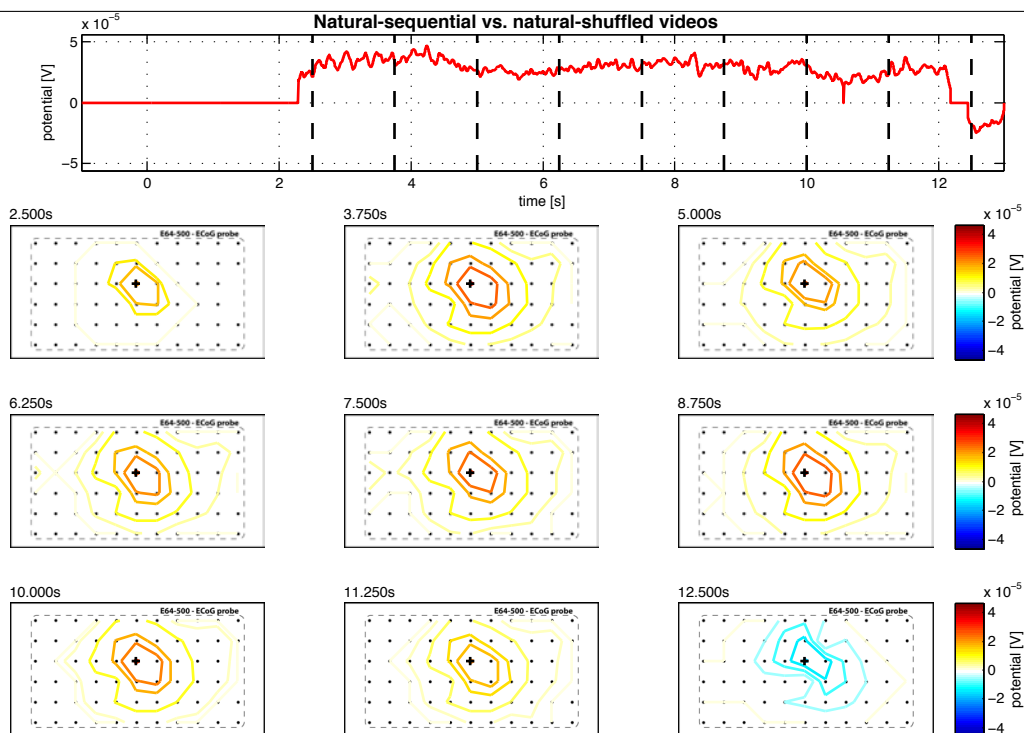 Natural-sequential vs. natural-shuffled videos
x 10⁻⁵
5
0
−5
potential [V]
0 2 4 6 8 10 12
time [s]
2.500s 3.750s 5.000s
E64-500 - ECoG probe E64-500 - ECoG probe E64-500 - ECoG probe
x 10⁻⁵
4
2
0
−2
−4
potential [V]
6.250s 7.500s 8.750s
E64-500 - ECoG probe E64-500 - ECoG probe E64-500 - ECoG probe
x 10⁻⁵
4
2
0
−2
−4
potential [V]
10.000s 11.250s 12.500s
E64-500 - ECoG probe E64-500 - ECoG probe E64-500 - ECoG probe
x 10⁻⁵
4
2
0
−2
−4
potential [V]